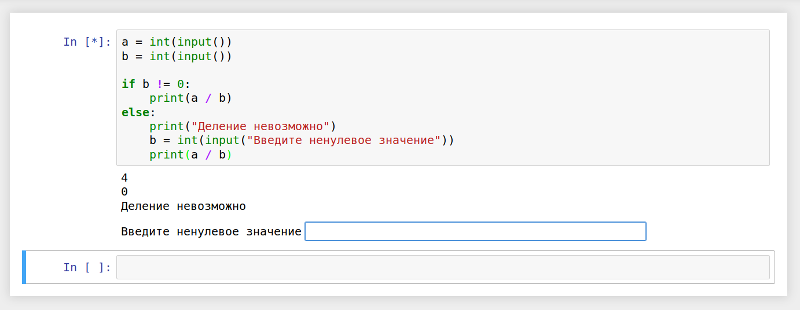 In [*]:
a = int(input())
b = int(input())
if b != 0:
    print(a / b)
else:
    print("Деление невозможно")
    b = int(input("Введите ненулевое значение"))
    print(a / b)
4
0
Деление невозможно
Введите ненулевое значение
In [ ]: